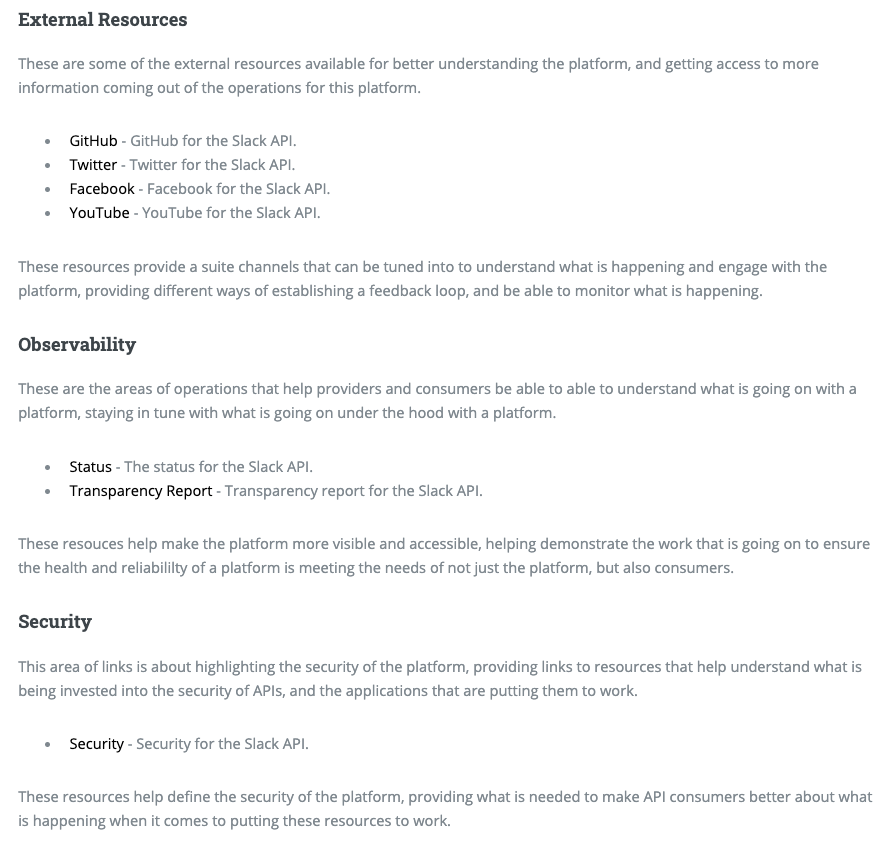 External Resources
These are some of the external resources available for better understanding the platform, and getting access to more
information coming out of the operations for this platform.
• GitHub - GitHub for the Slack API.
• Twitter - Twitter for the Slack API.
• Facebook - Facebook for the Slack API.
• YouTube - YouTube for the Slack API.
These resources provide a suite channels that can be tuned into to understand what is happening and engage with the
platform, providing different ways of establishing a feedback loop, and be able to monitor what is happening.
Observability
These are the areas of operations that help providers and consumers be able to able to understand what is going on with a
platform, staying in tune with what is going on under the hood with a platform.
• Status - The status for the Slack API.
• Transparency Report - Transparency report for the Slack API.
These resouces help make the platform more visible and accessible, helping demonstrate the work that is going on to ensure
the health and reliabililty of a platform is meeting the needs of not just the platform, but also consumers.
Security
This area of links is about highlighting the security of the platform, providing links to resources that help understand what is
being invested into the security of APIs, and the applications that are putting them to work.
• Security - Security for the Slack API.
These resources help define the security of the platform, providing what is needed to make API consumers better about what
is happening when it comes to putting these resources to work.